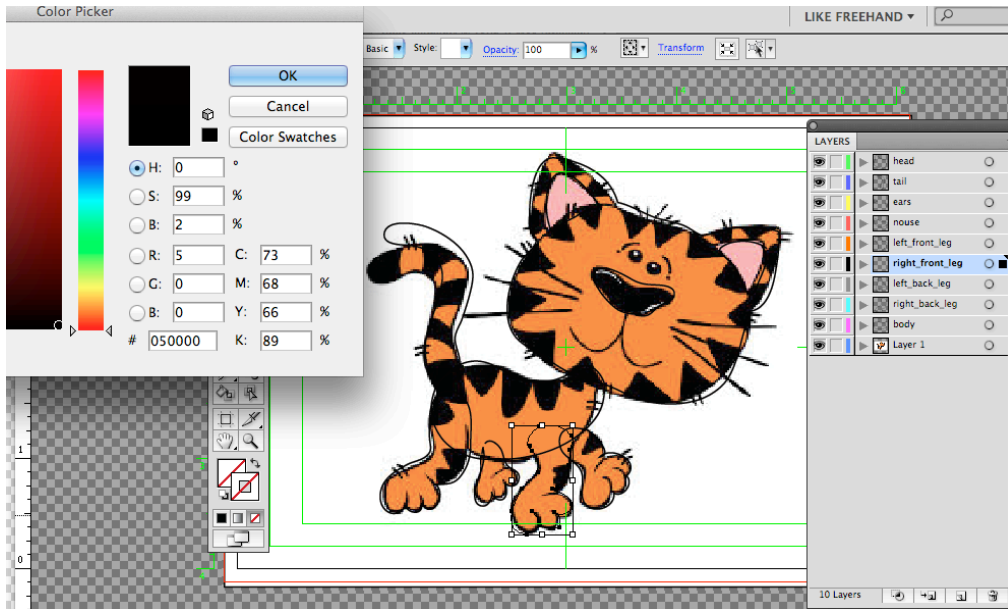 Color Picker
LIKE FREEHAND
Basic Style: Opacity: 100 % Transform
OK
Cancel
Color Swatches
H: 0 °
S: 99 %
B: 2 %
R: 5 C: 73 %
G: 0 M: 68 %
B: 0 Y: 66 %
# 050000 K: 89 %
LAYERS
head
tail
ears
nouse
left_front_leg
right_front_leg
left_back_leg
right_back_leg
body
Layer 1
10 Layers
1
0